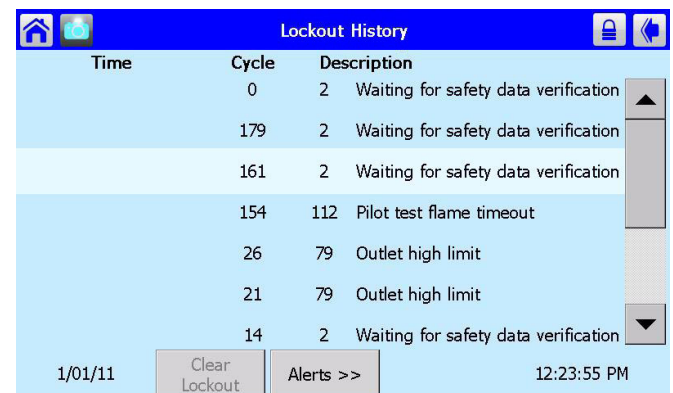 Lockout History
Time Cycle Description
0 2 Waiting for safety data verification
179 2 Waiting for safety data verification
161 2 Waiting for safety data verification
154 112 Pilot test flame timeout
26 79 Outlet high limit
21 79 Outlet high limit
14 2 Waiting for safety data verification
1/01/11 Clear Lockout Alerts >> 12:23:55 PM